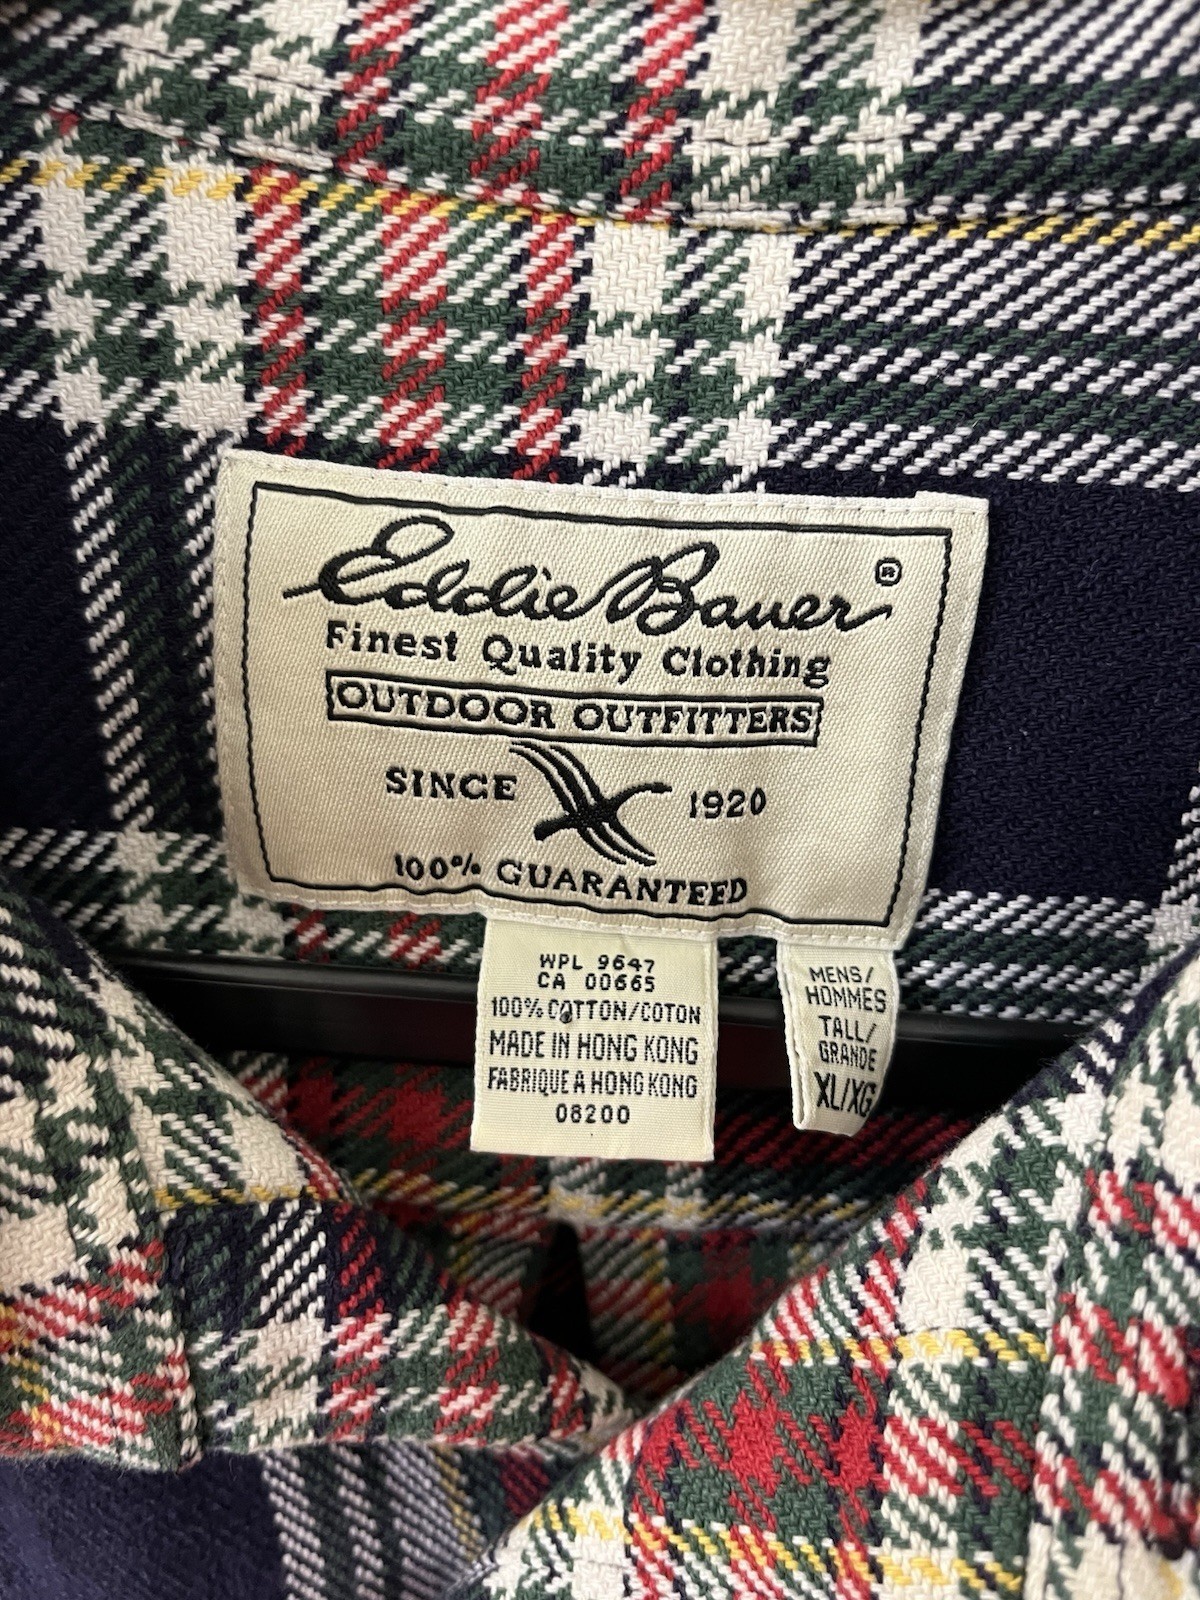 Eddie Bauer ®
Finest Quality Clothing
OUTDOOR OUTFITTERS
SINCE 1920
100% GUARANTEED
WPL 9647
CA 00665
100% COTTON/COTON
MADE IN HONG KONG
FABRIQUE A HONG KONG
08200
MENS/
HOMMES
TALL/
GRANDE
XL/XG